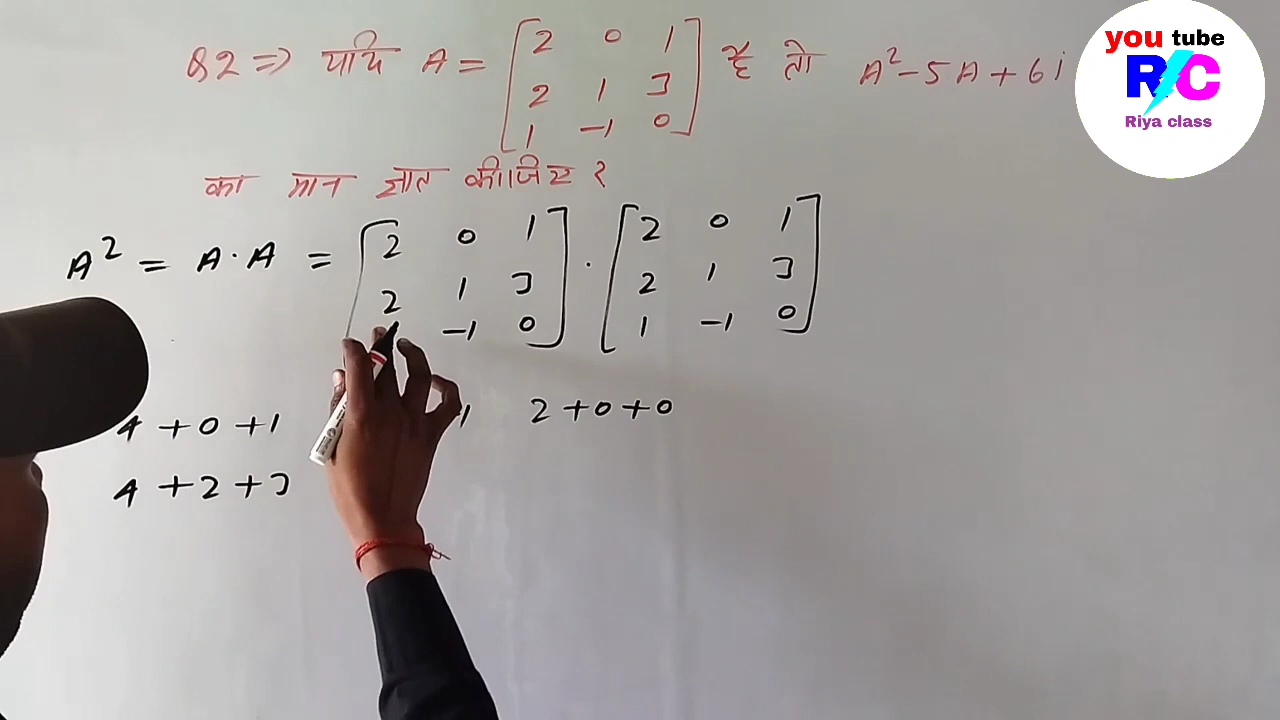 Q2 => यदि A = [2 0 1 है तो A² - 5A + 6I
2 1 3
1 -1 0]
का मान ज्ञात कीजिए ?
A² = A · A = [2 0 1] · [2 0 1]
2 1 3 2 1 3
-1 0 1 -1 0
4 + 0 + 1 1 2 + 0 + 0
4 + 2 + 3
you tube
RC
Riya class